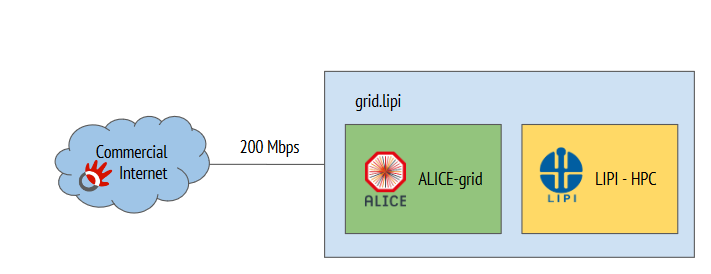 grid.lipi
Commercial
Internet
200 Mbps
ALICE
ALICE-grid
LIPI
LIPI - HPC